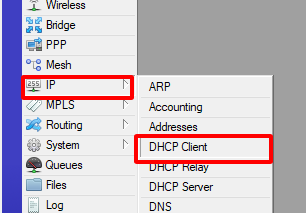 Wireless
Bridge
PPP
Mesh
255
IP
MPLS
Routing
System
Queues
Files
Log
ARP
Accounting
Addresses
DHCP Client
DHCP Relay
DHCP Server
DNS